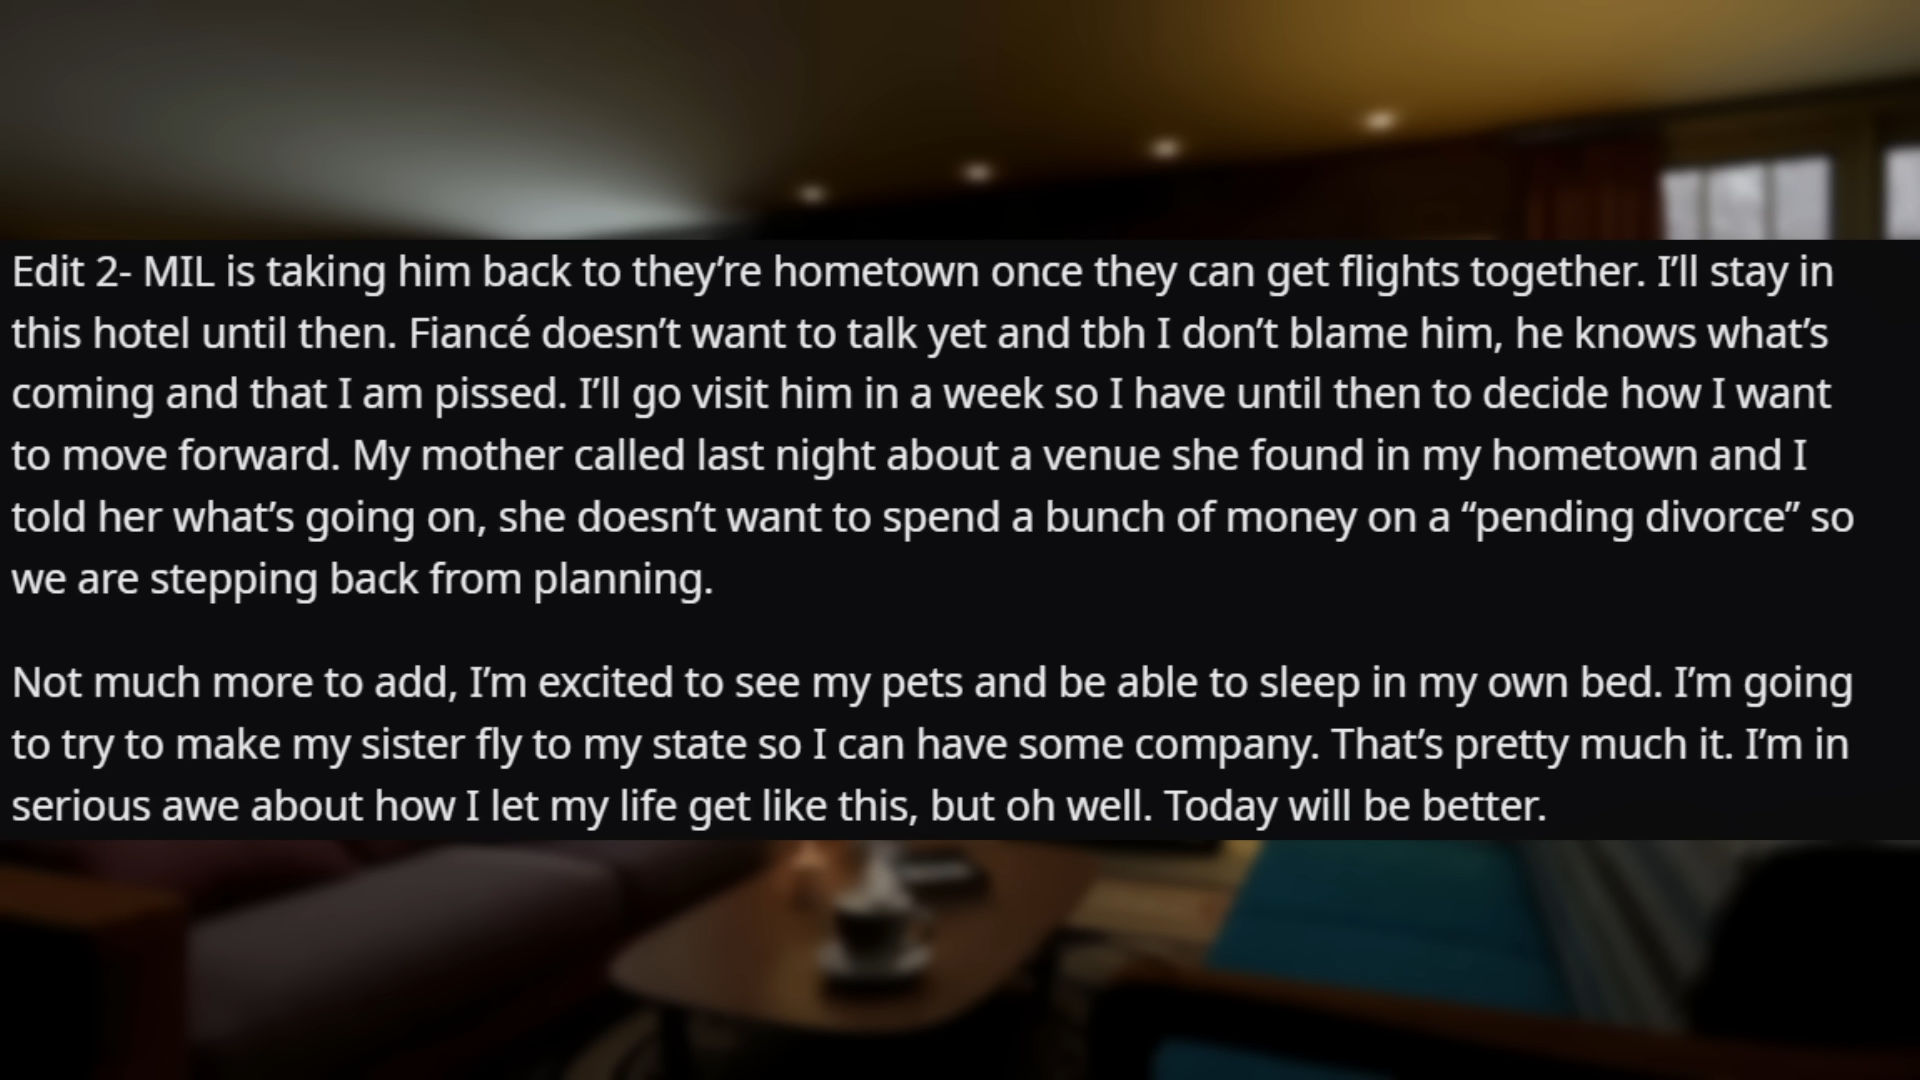 Edit 2- MIL is taking him back to they’re hometown once they can get flights together. I’ll stay in
this hotel until then. Fiancé doesn’t want to talk yet and tbh I don’t blame him, he knows what’s
coming and that I am pissed. I’ll go visit him in a week so I have until then to decide how I want
to move forward. My mother called last night about a venue she found in my hometown and I
told her what’s going on, she doesn’t want to spend a bunch of money on a “pending divorce” so
we are stepping back from planning.
Not much more to add, I’m excited to see my pets and be able to sleep in my own bed. I’m going
to try to make my sister fly to my state so I can have some company. That’s pretty much it. I’m in
serious awe about how I let my life get like this, but oh well. Today will be better.